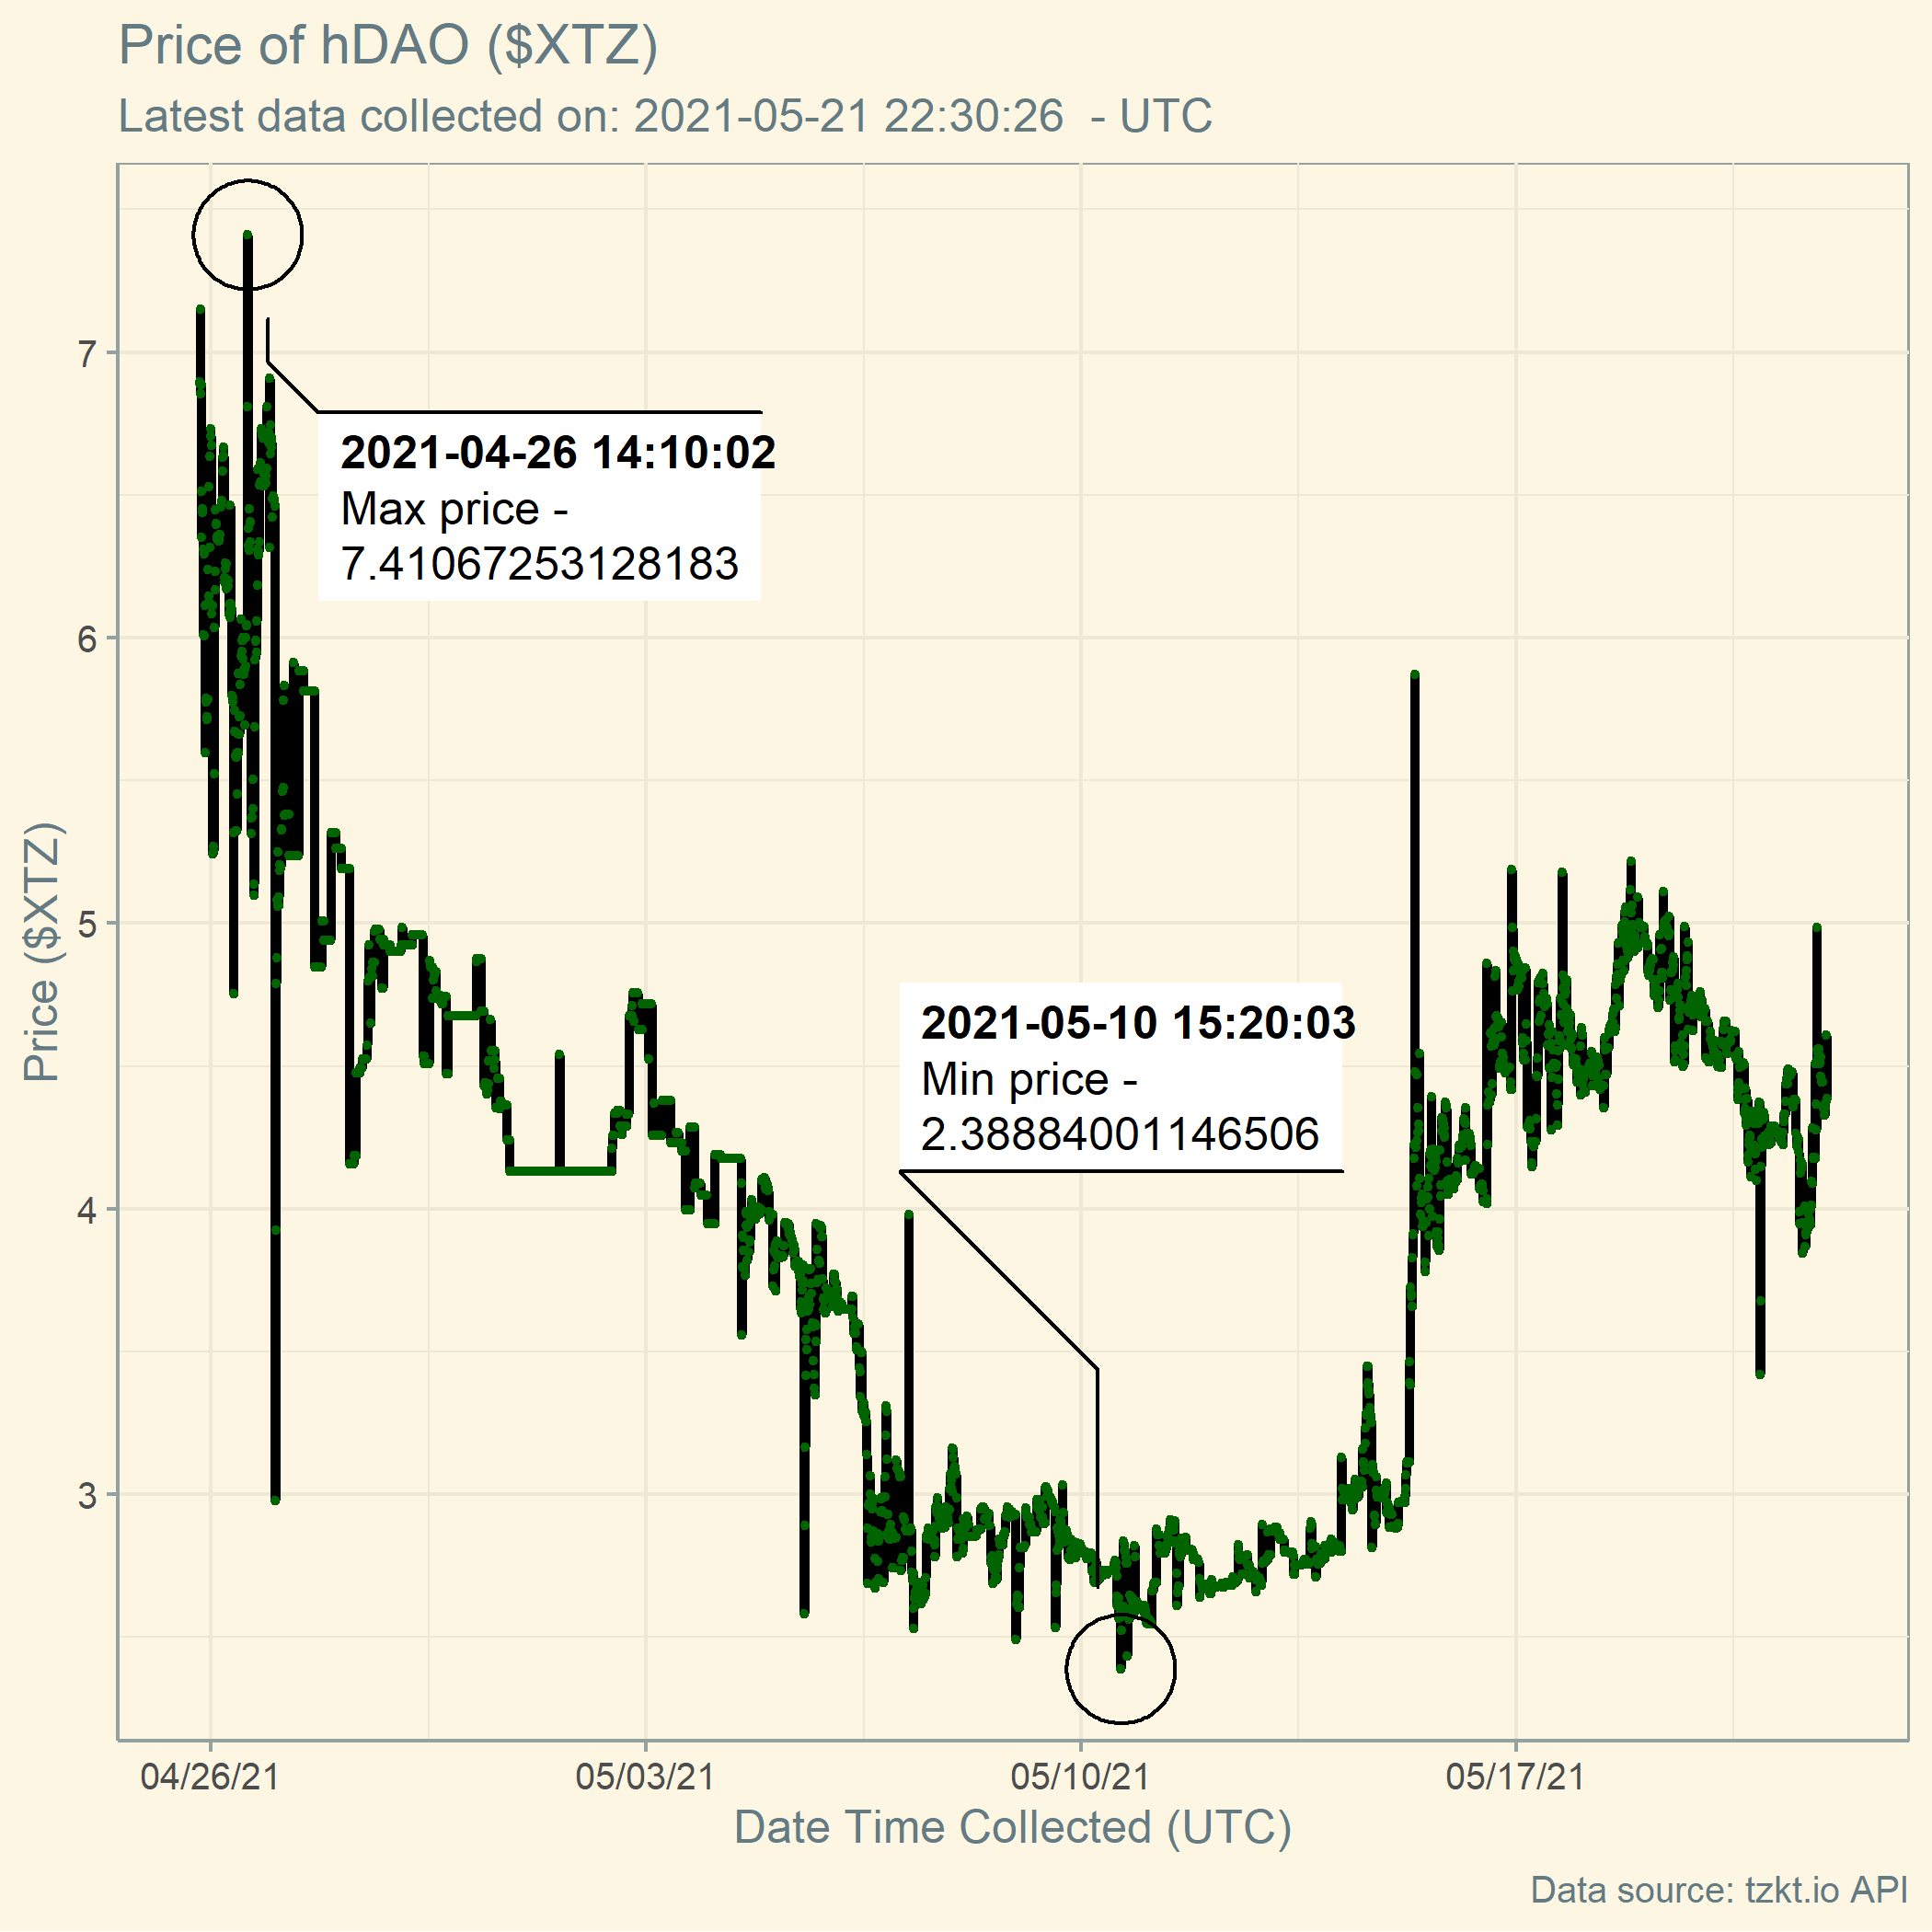 Price of hDAO ($XTZ)
Latest data collected on: 2021-05-21 22:30:26  - UTC
7
6
5
4
3
Price ($XTZ)
2021-04-26 14:10:02
Max price -
7.41067253128183
2021-05-10 15:20:03
Min price -
2.38884001146506
04/26/21
05/03/21
05/10/21
05/17/21
Date Time Collected (UTC)
Data source: tzkt.io API